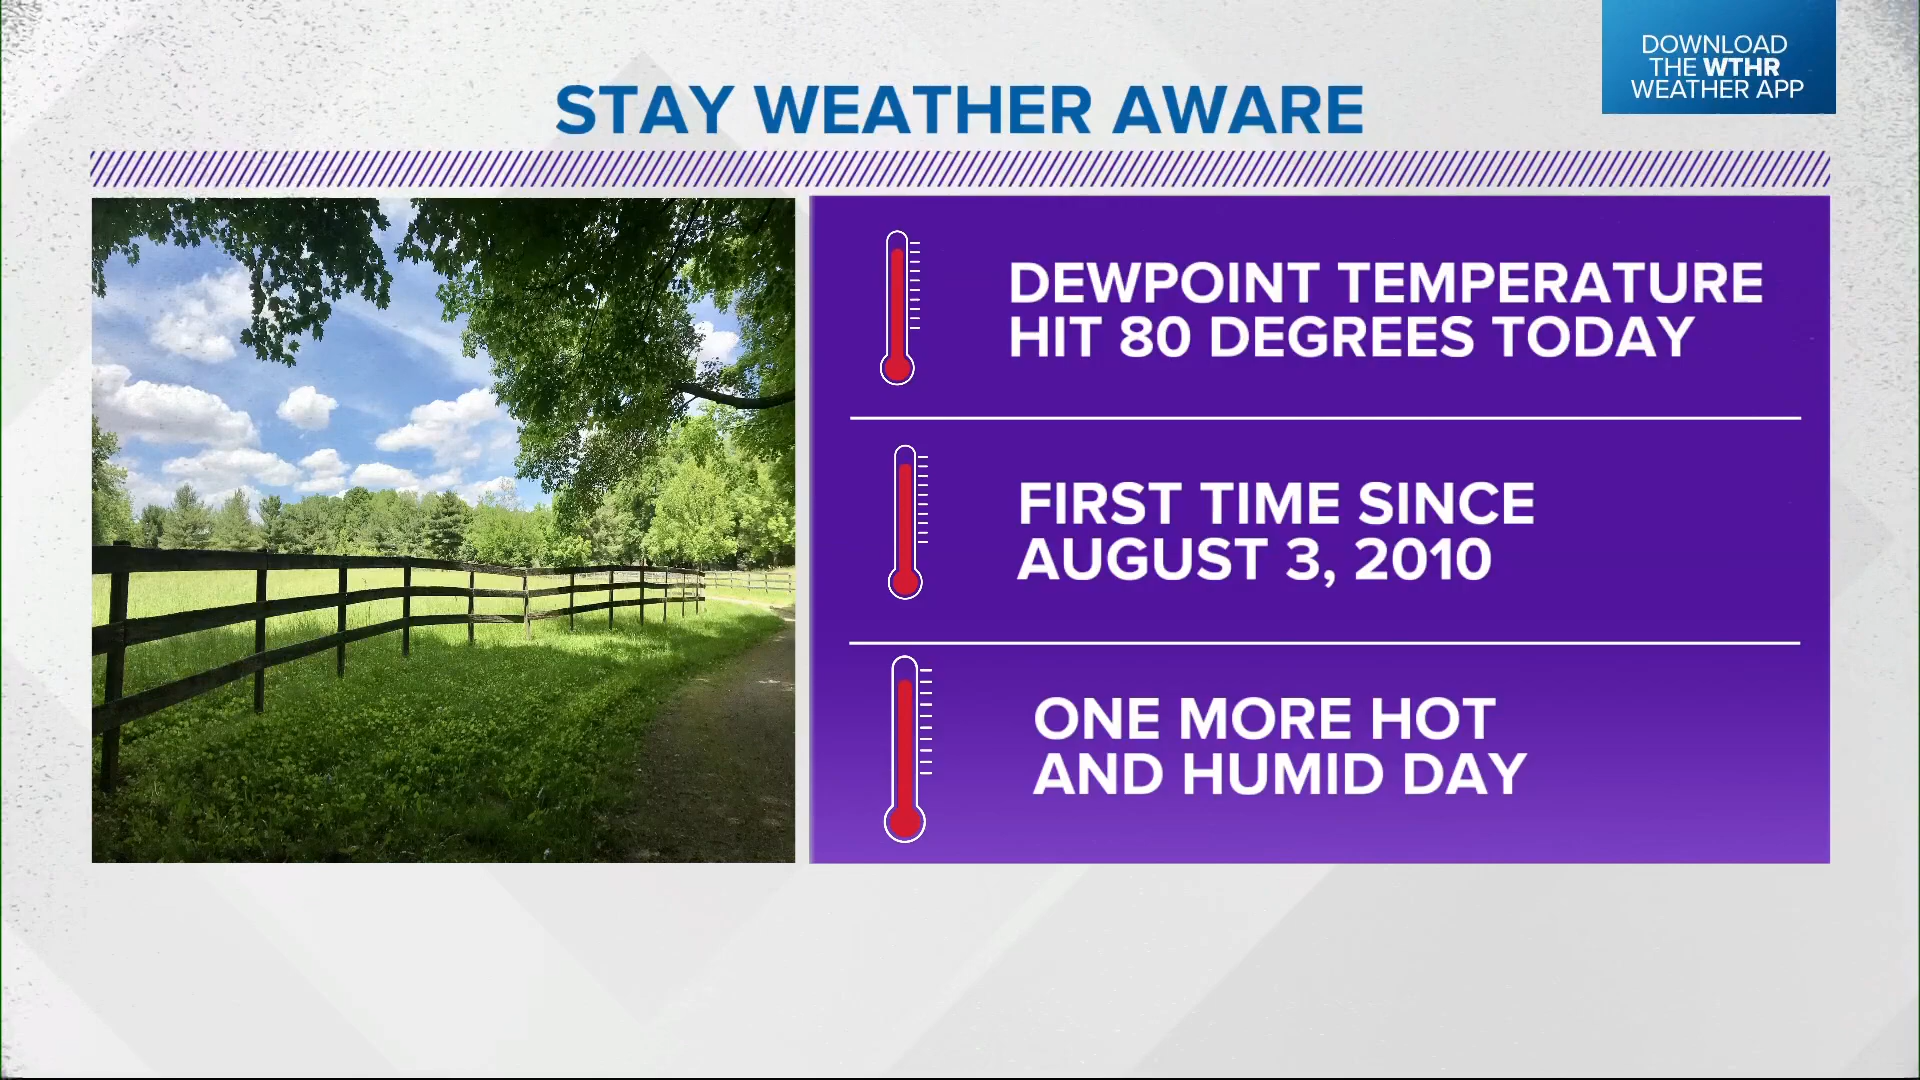 DOWNLOAD
THE WTHR
WEATHER APP
STAY WEATHER AWARE
DEWPOINT TEMPERATURE
HIT 80 DEGREES TODAY
FIRST TIME SINCE
AUGUST 3, 2010
ONE MORE HOT
AND HUMID DAY